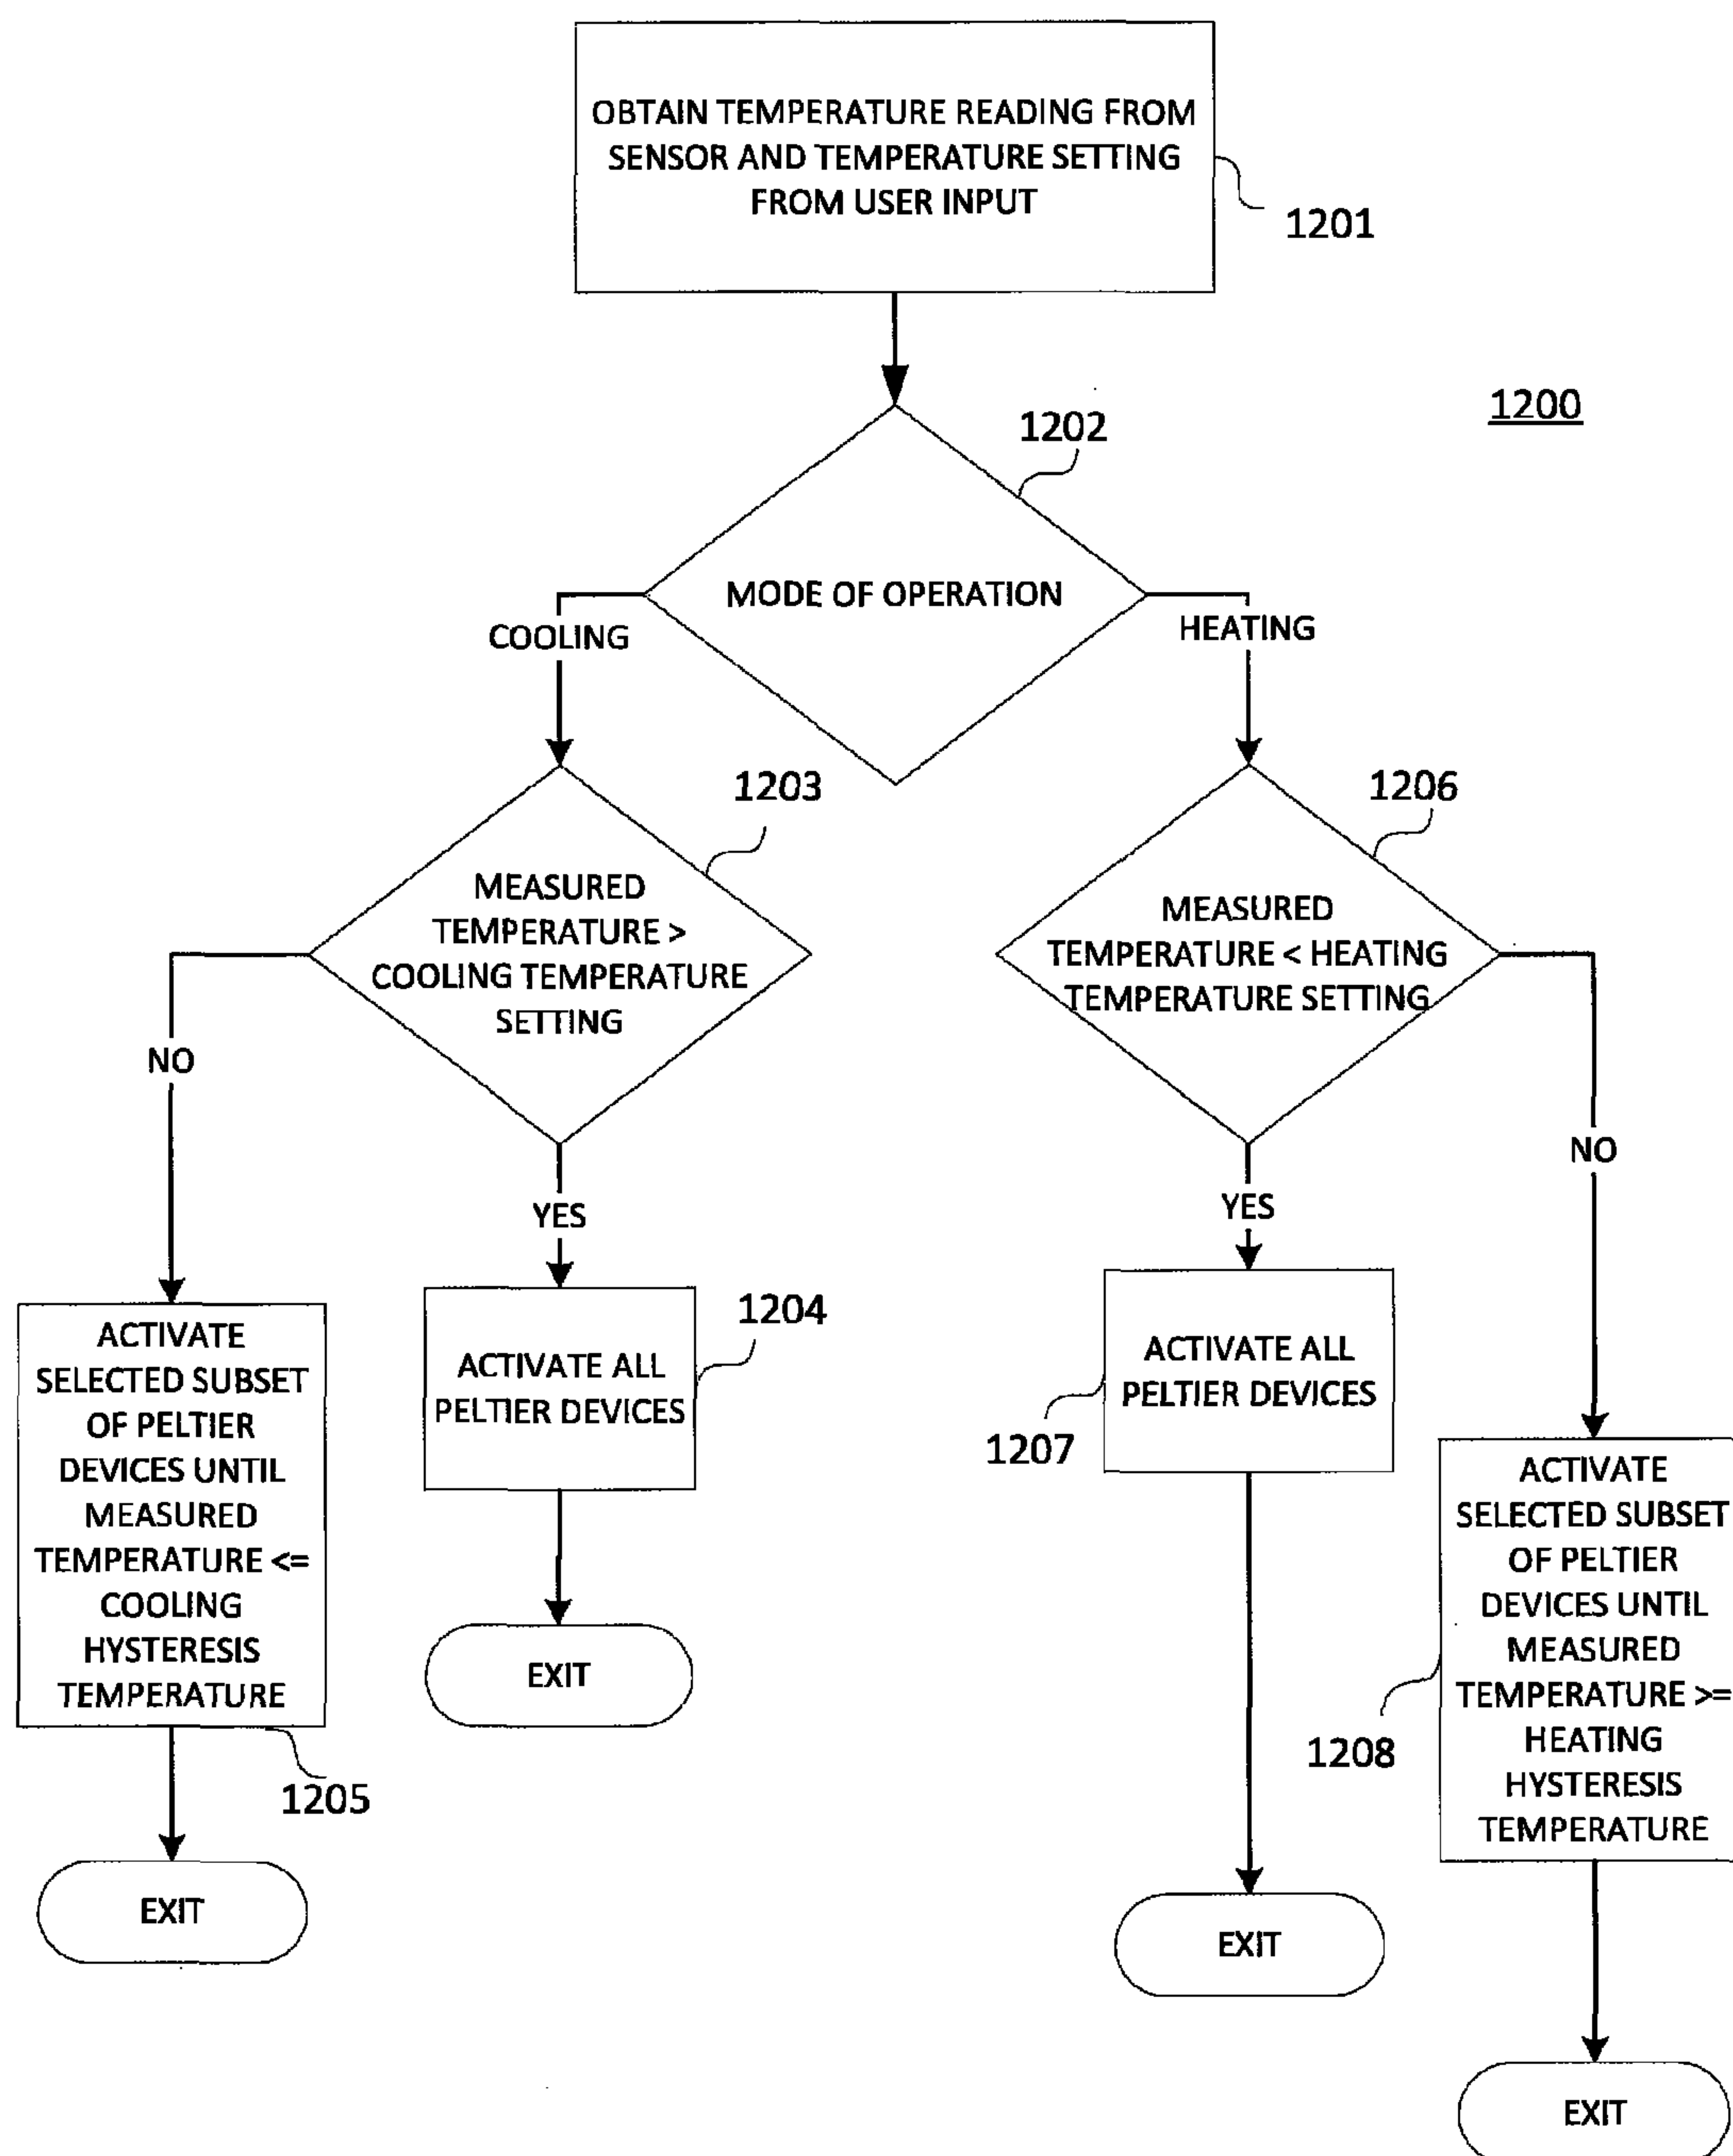 OBTAIN TEMPERATURE READING FROM
SENSOR AND TEMPERATURE SETTING
FROM USER INPUT
1201
1200
1202
MODE OF OPERATION
COOLING
HEATING
1203
MEASURED
TEMPERATURE >
COOLING TEMPERATURE
SETTING
1206
MEASURED
TEMPERATURE < HEATING
TEMPERATURE SETTING
NO
YES
YES
NO
ACTIVATE
SELECTED SUBSET
OF PELTIER
DEVICES UNTIL
MEASURED
TEMPERATURE <=
COOLING
HYSTERESIS
TEMPERATURE
1205
EXIT
ACTIVATE ALL
PELTIER DEVICES
1204
EXIT
ACTIVATE ALL
PELTIER DEVICES
1207
EXIT
ACTIVATE
SELECTED SUBSET
OF PELTIER
DEVICES UNTIL
MEASURED
TEMPERATURE >=
HEATING
HYSTERESIS
TEMPERATURE
1208
EXIT